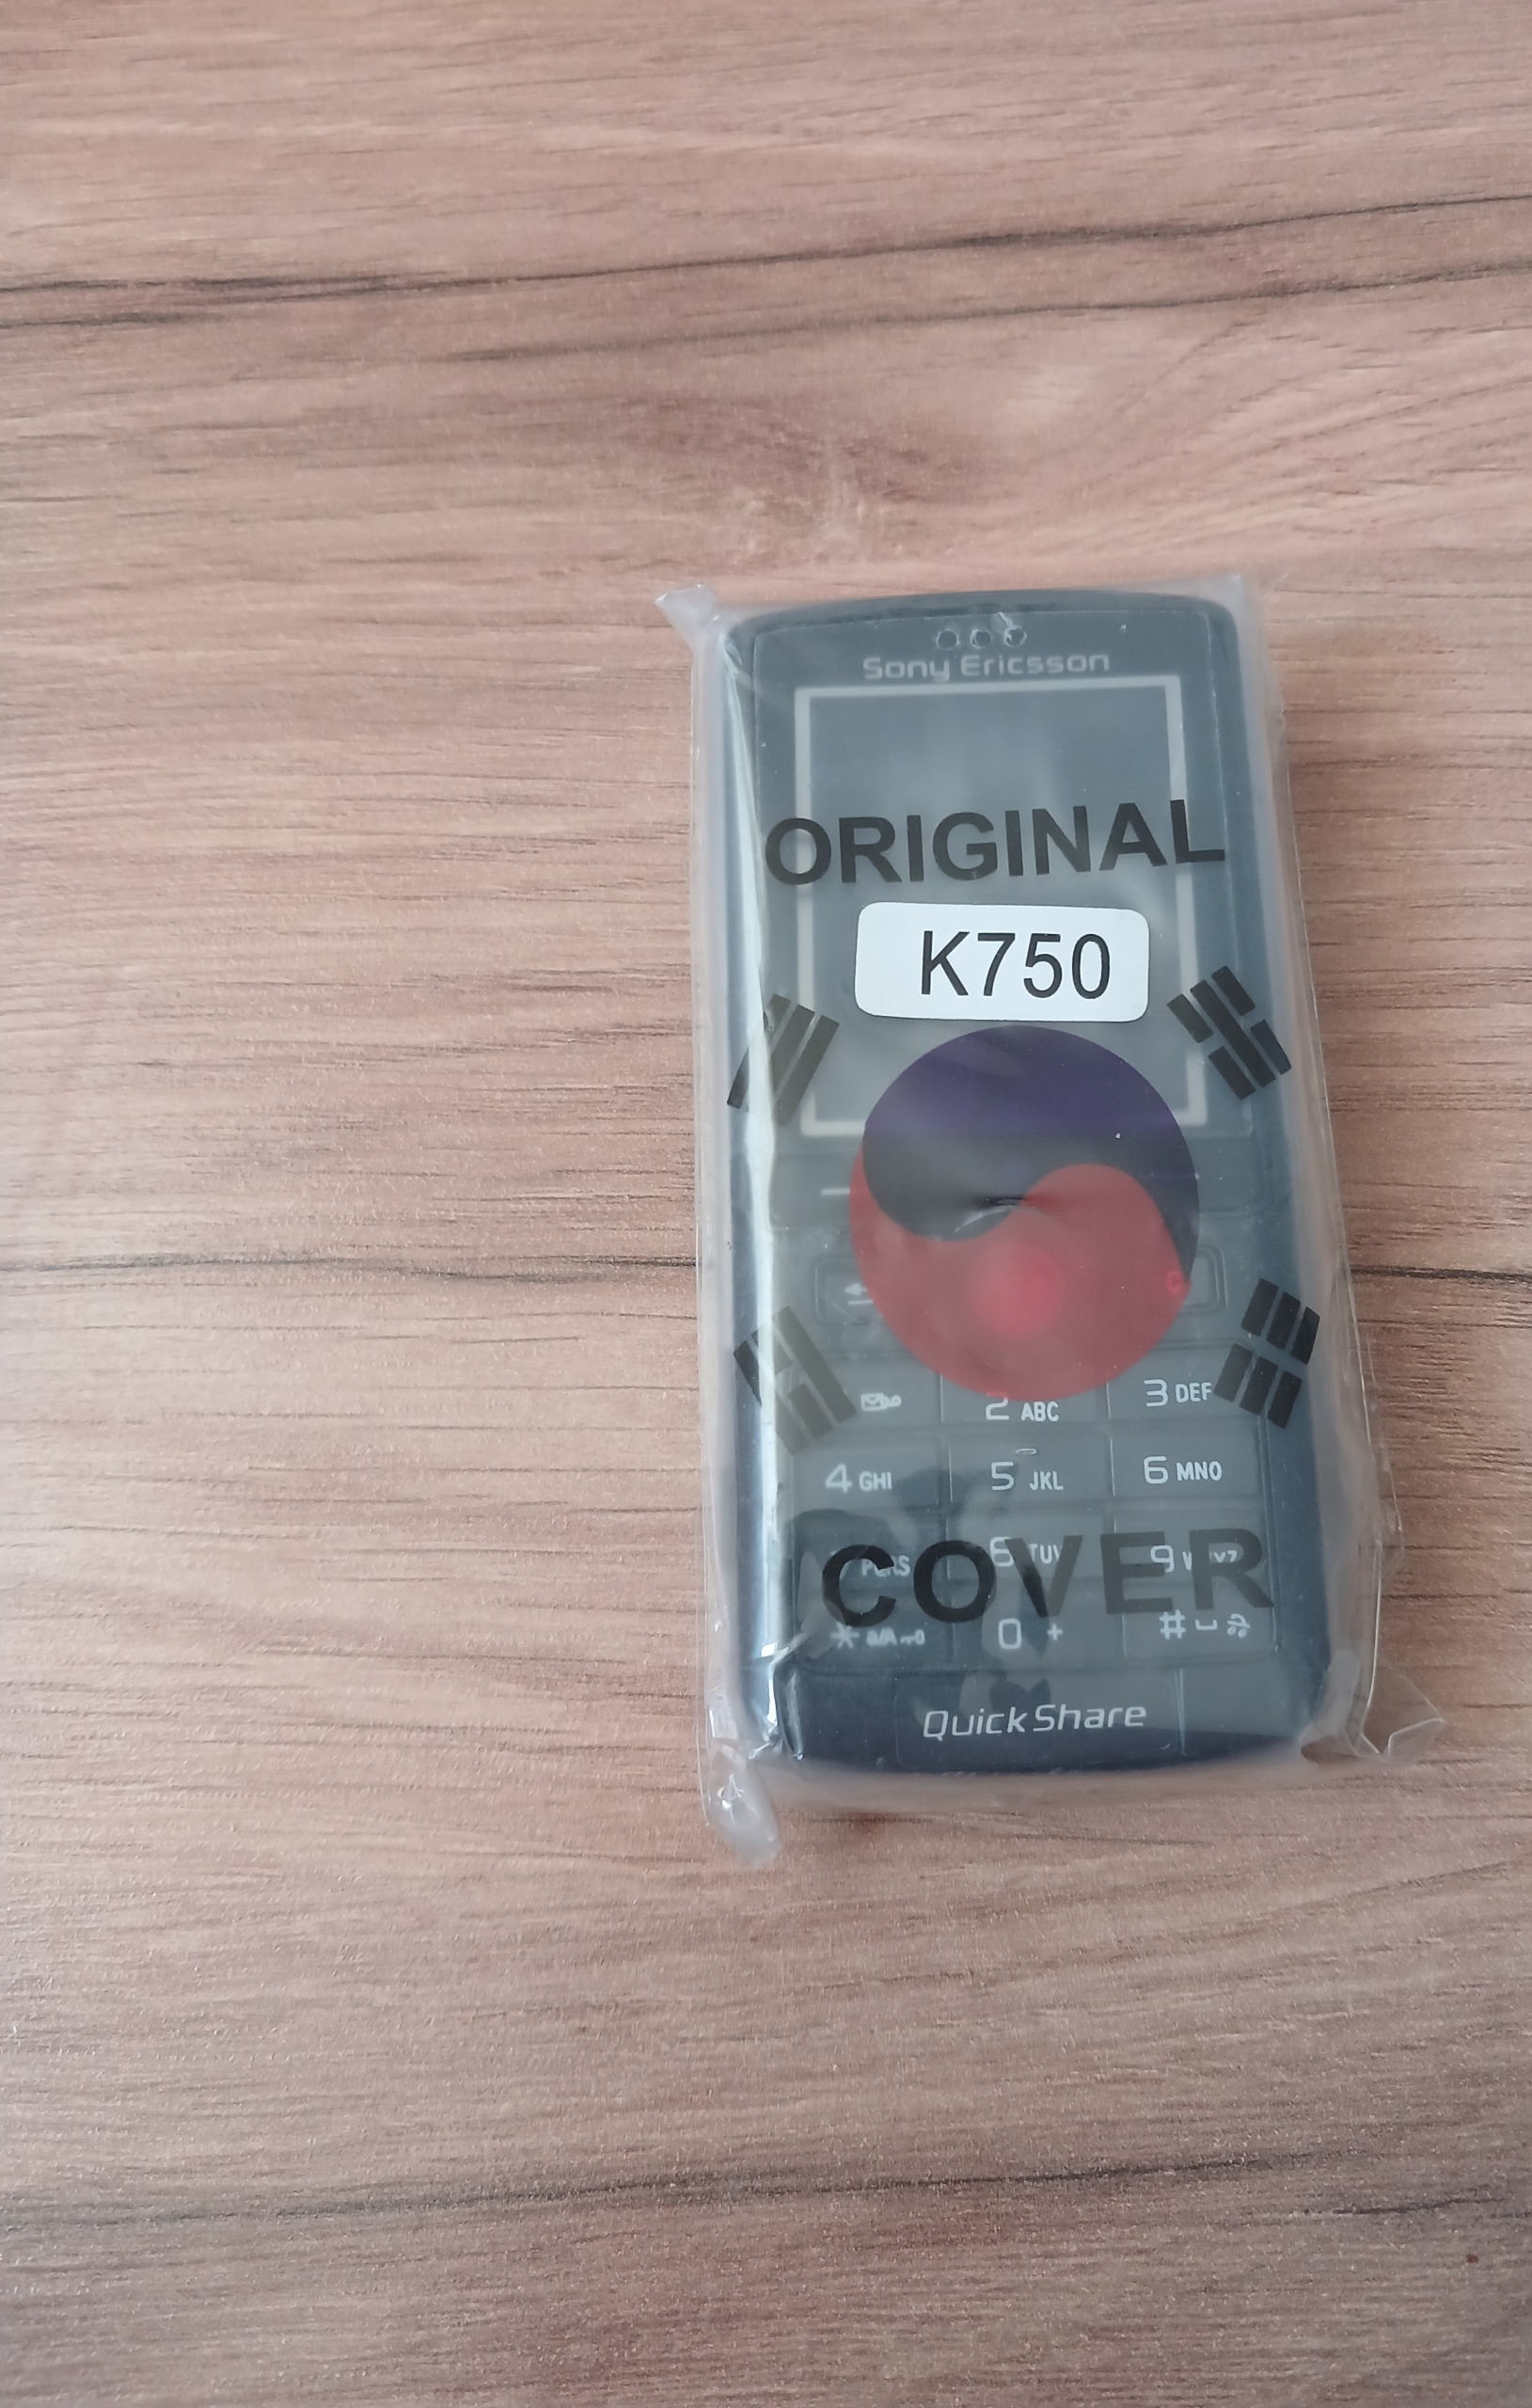 Sony Ericsson
ORIGINAL
K750
C
2 ABC
3 DEF
4 GHI
5 JKL
6 MNO
COVER
* a/A
0 +
#
QuickShare